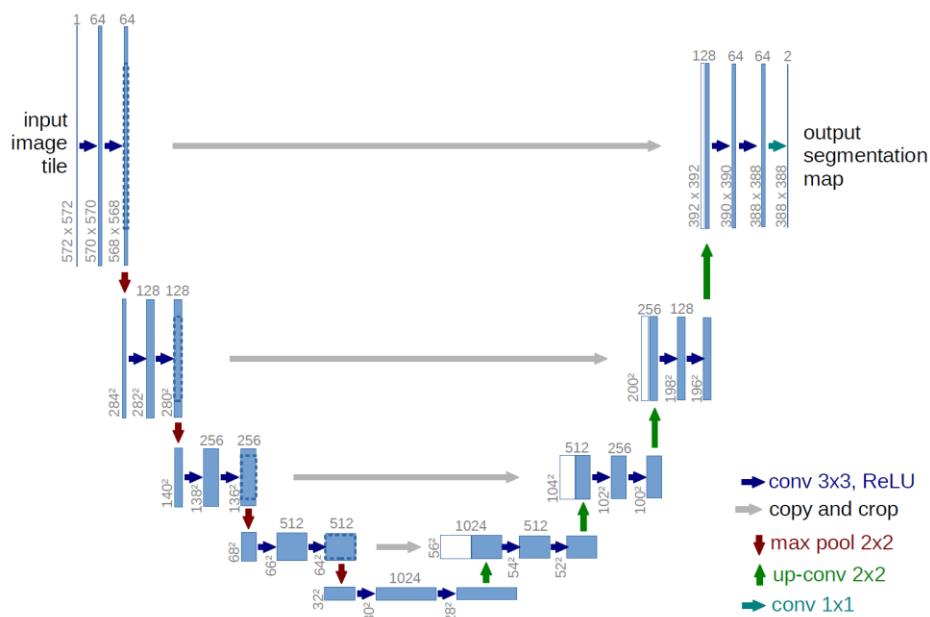 1 64 64
128 64 64 2
input
image
tile
output
segmentation
map
572 x 572
570 x 570
568 x 568
392 x 392
390 x 390
388 x 388
388 x 388
128 128
256 128
284²
282²
280²
200²
198²
196²
256 256
512 256
140²
138²
136²
104²
102²
100²
512 512
1024 512
68²
66²
64²
56²
54²
52²
1024
32²
conv 3x3, ReLU
copy and crop
max pool 2x2
up-conv 2x2
conv 1x1